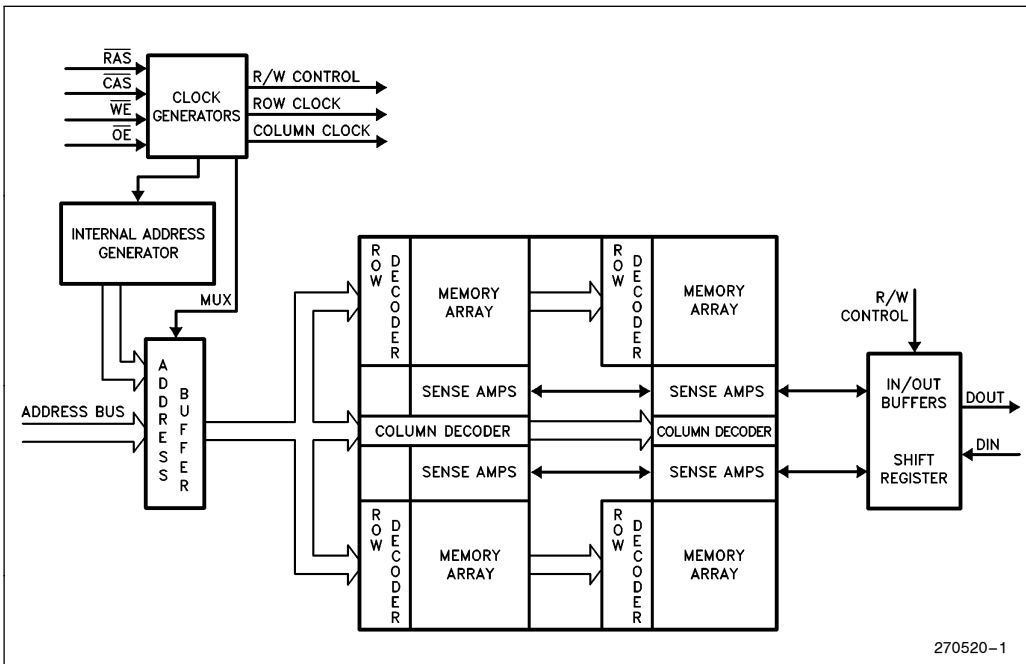 RAS
CAS
WE
OE
CLOCK
GENERATORS
R/W CONTROL
ROW CLOCK
COLUMN CLOCK
INTERNAL ADDRESS
GENERATOR
MUX
ADDRESS BUS
ADDRESS
BUFFER
ROW
DECODER
MEMORY
ARRAY
ROW
DECODER
MEMORY
ARRAY
SENSE AMPS
SENSE AMPS
COLUMN DECODER
COLUMN DECODER
SENSE AMPS
SENSE AMPS
ROW
DECODER
MEMORY
ARRAY
ROW
DECODER
MEMORY
ARRAY
R/W
CONTROL
IN/OUT
BUFFERS
SHIFT
REGISTER
DOUT
DIN
270520-1